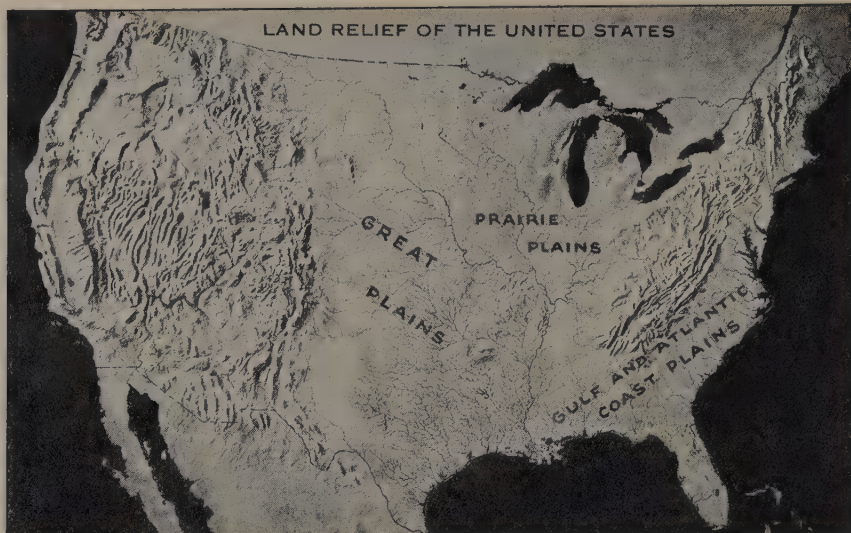 LAND RELIEF OF THE UNITED STATES
GREAT
PLAINS
PRAIRIE
PLAINS
GULF AND ATLANTIC
COAST PLAINS